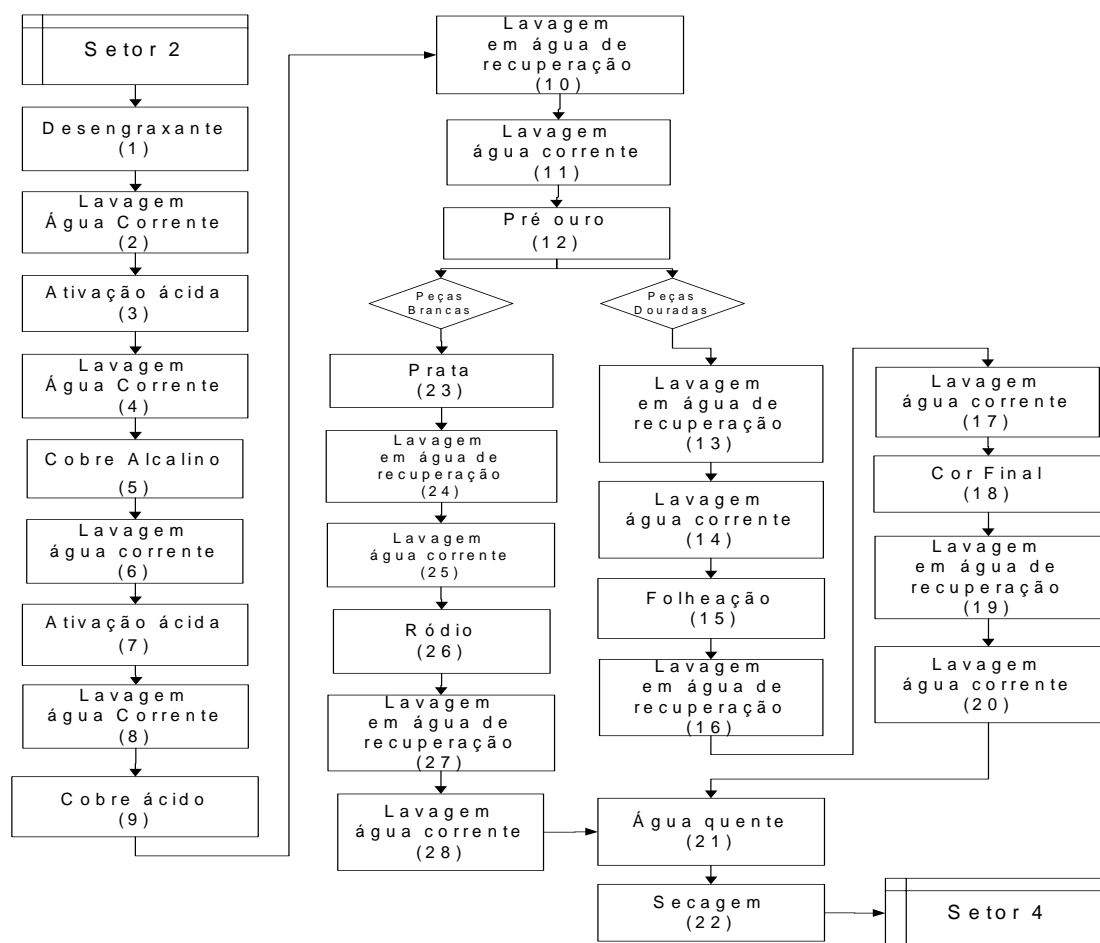 Setor 2
Desengraxante
(1)
Lavagem
Água Corrente
(2)
Ativação ácida
(3)
Lavagem
Água Corrente
(4)
Cobre Alcalino
(5)
Lavagem
água corrente
(6)
Ativação ácida
(7)
Lavagem
água Corrente
(8)
Cobre ácido
(9)
Lavagem
em água de
recuperação
(10)
Lavagem
água corrente
(11)
Pré ouro
(12)
Peças
Brancas
Prata
(23)
Lavagem
em água de
recuperação
(24)
Lavagem
água corrente
(25)
Ródio
(26)
Lavagem
em água de
recuperação
(27)
Lavagem
água corrente
(28)
Peças
Douradas
Lavagem
em água de
recuperação
(13)
Lavagem
água corrente
(14)
Folheação
(15)
Lavagem
em água de
recuperação
(16)
Lavagem
água corrente
(17)
Cor Final
(18)
Lavagem
em água de
recuperação
(19)
Lavagem
água corrente
(20)
Água quente
(21)
Secagem
(22)
Setor 4